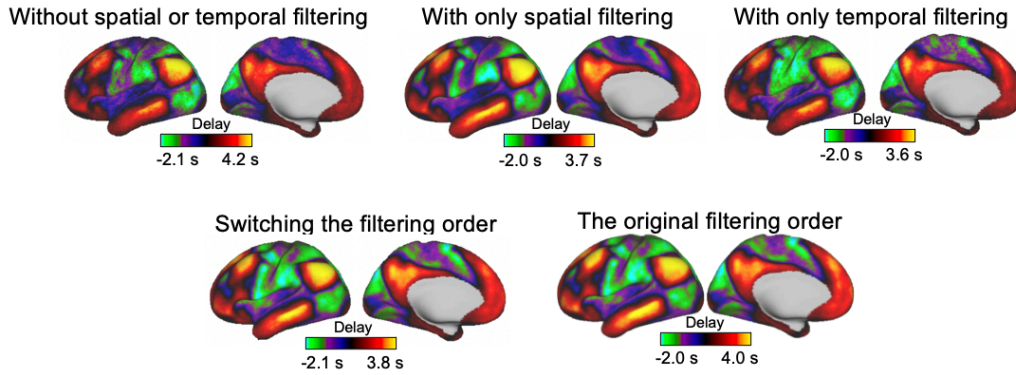 Without spatial or temporal filtering
With only spatial filtering
With only temporal filtering
Delay
-2.1 s 4.2 s
Delay
-2.0 s 3.7 s
Delay
-2.0 s 3.6 s
Switching the filtering order
The original filtering order
Delay
-2.1 s 3.8 s
Delay
-2.0 s 4.0 s